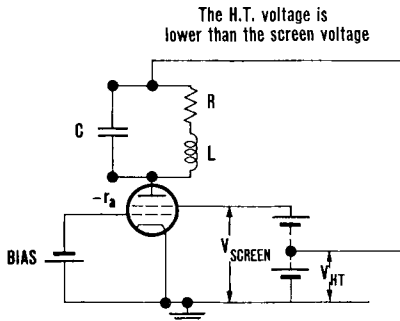 The H.T. voltage is
lower than the screen voltage
R
C
L
-ra
VSCREEN
BIAS
VHT